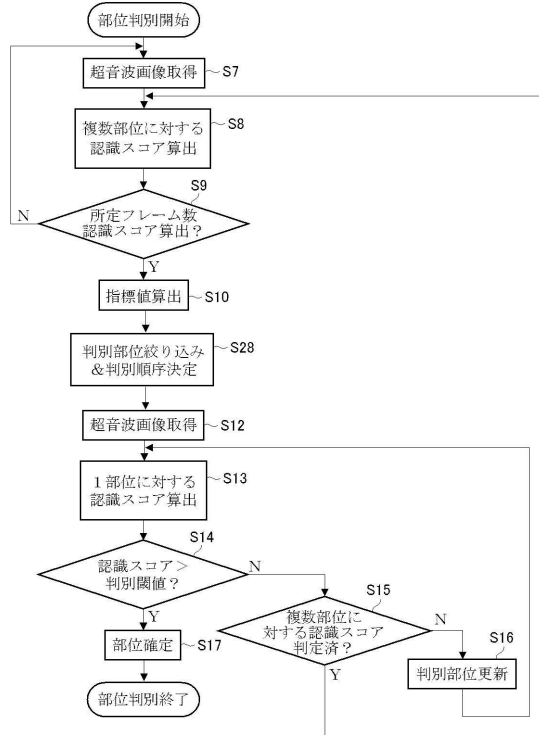 部位判別開始
超音波画像取得
S7
複数部位に対する
認識スコア算出
S8
S9
所定フレーム数
認識スコア算出？
N
Y
指標値算出
S10
判別部位絞り込み
＆判別順序決定
S28
超音波画像取得
S12
１部位に対する
認識スコア算出
S13
S14
認識スコア＞
判別閾値？
N
Y
S15
複数部位に
対する認識スコア
判定済？
N
Y
S16
判別部位更新
部位確定
S17
部位判別終了